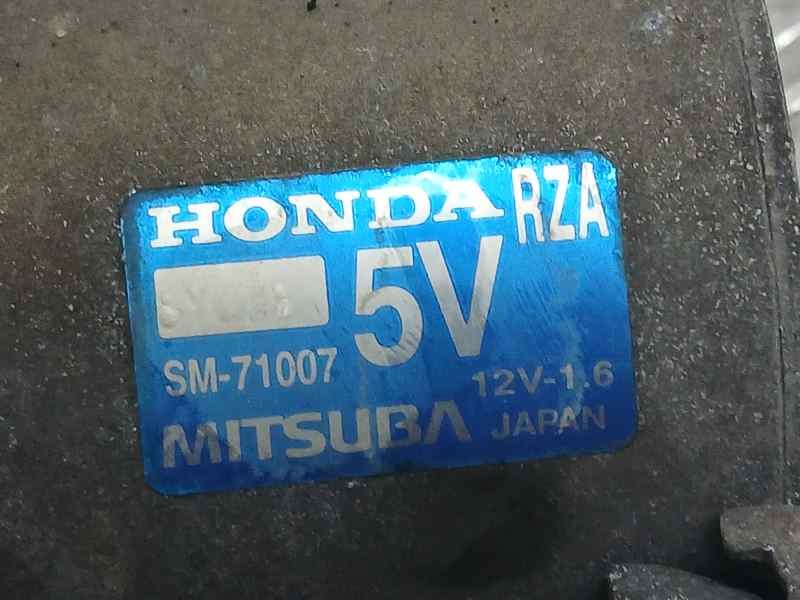 HONDA RZA
5V
SM-71007
12V-1.6
MITSUBA JAPAN